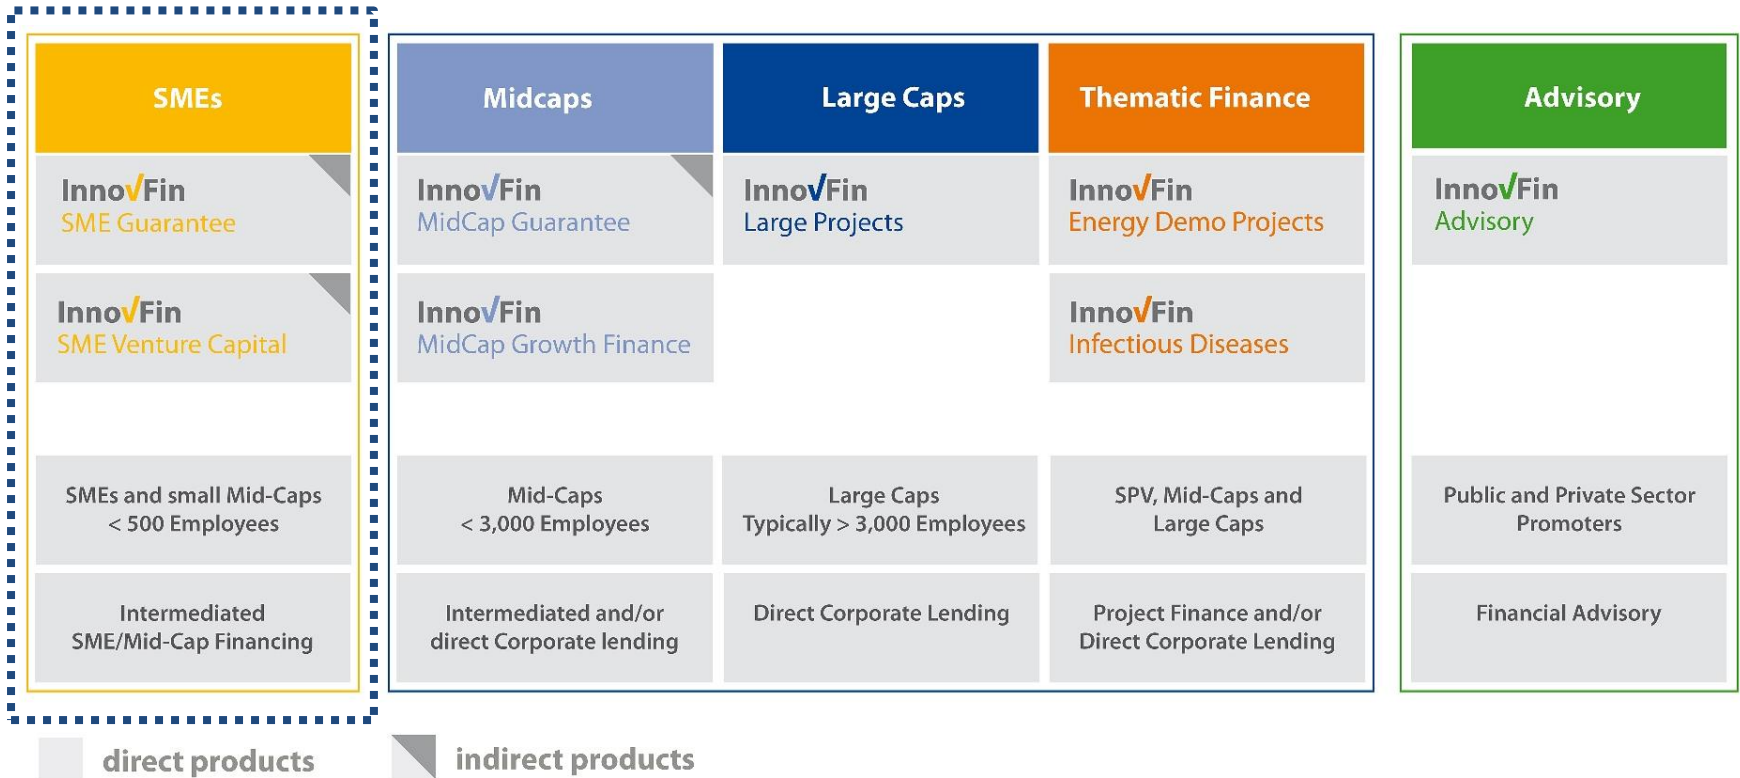 SMEs
InnovFin
SME Guarantee
InnovFin
SME Venture Capital
SMEs and small Mid-Caps
< 500 Employees
Intermediated
SME/Mid-Cap Financing
Midcaps
InnovFin
MidCap Guarantee
InnovFin
MidCap Growth Finance
Mid-Caps
< 3,000 Employees
Intermediated and/or
direct Corporate lending
Large Caps
InnovFin
Large Projects
Large Caps
Typically > 3,000 Employees
Direct Corporate Lending
Thematic Finance
InnovFin
Energy Demo Projects
InnovFin
Infectious Diseases
SPV, Mid-Caps and
Large Caps
Project Finance and/or
Direct Corporate Lending
Advisory
InnovFin
Advisory
Public and Private Sector
Promoters
Financial Advisory
direct products
indirect products